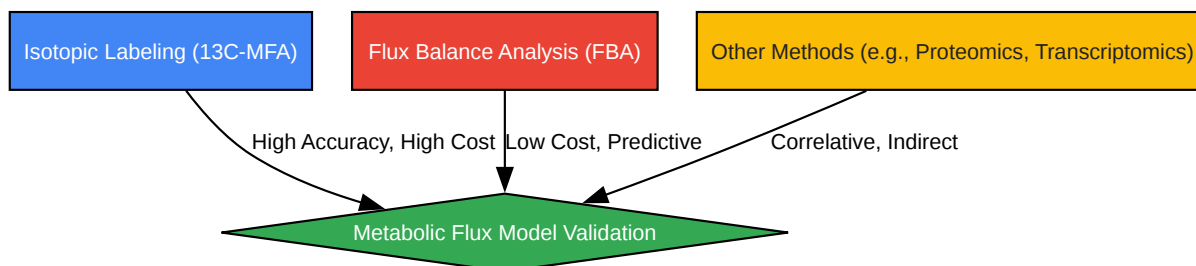 Isotopic Labeling (13C-MFA)
Flux Balance Analysis (FBA)
Other Methods (e.g., Proteomics, Transcriptomics)
High Accuracy, High Cost
Low Cost, Predictive
Correlative, Indirect
Metabolic Flux Model Validation